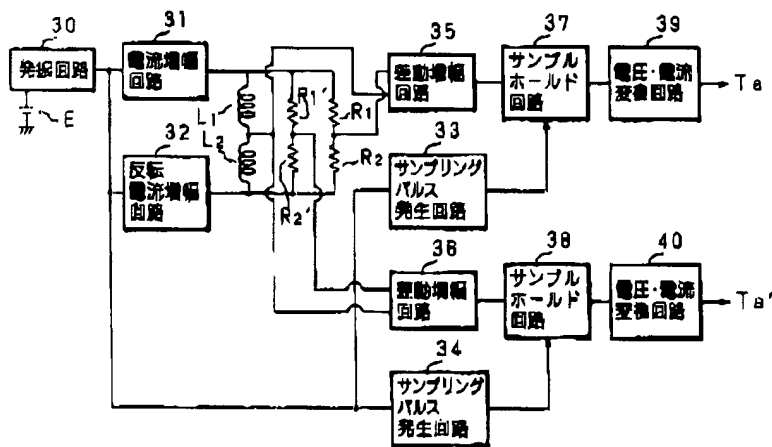 30
発振回路
E
31
電流増幅
回路
32
反転
電流増幅
回路
L1
L2
R1'
R2'
R1
R2
35
差動増幅
回路
33
サンプリング
パルス
発生回路
37
サンプル
ホールド
回路
39
電圧・電流
変換回路
Ta
36
差動増幅
回路
34
サンプリング
パルス
発生回路
38
サンプル
ホールド
回路
40
電圧・電流
変換回路
Ta'